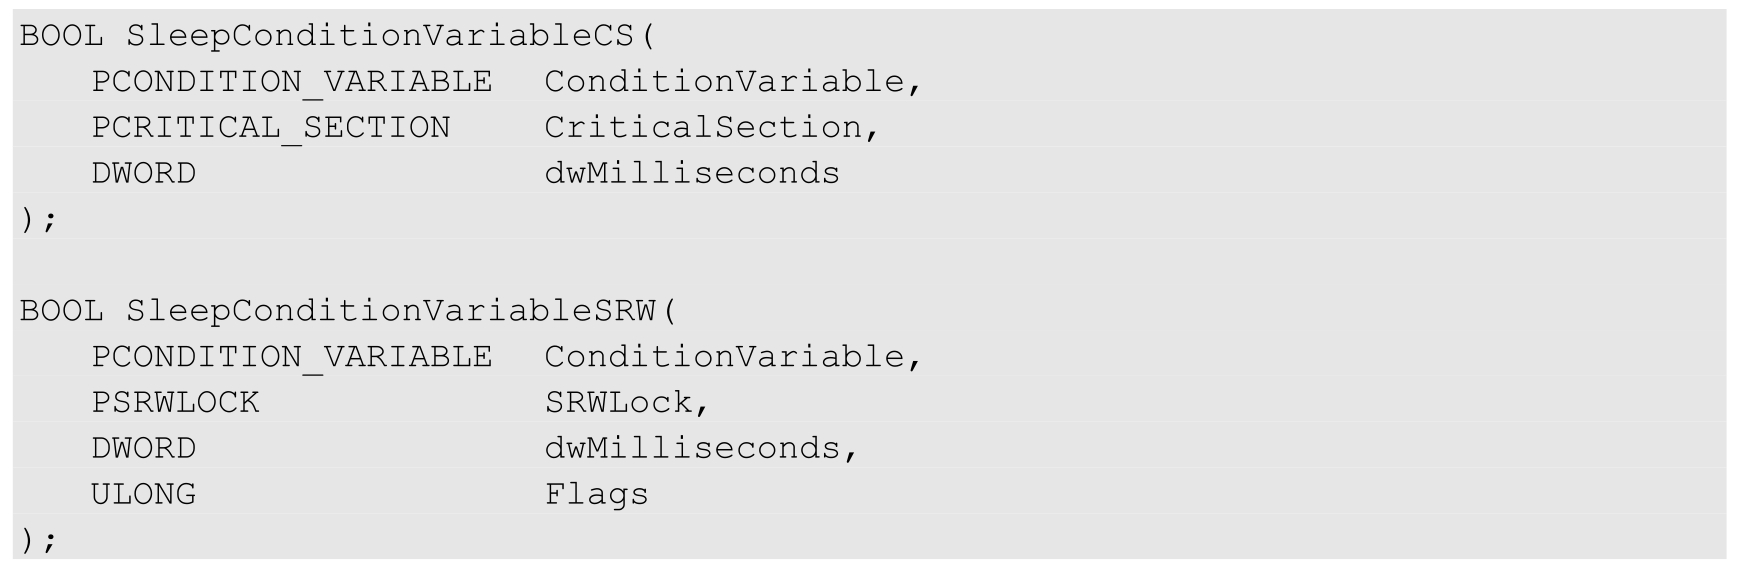 BOOL SleepConditionVariableCS(
PCONDITION_VARIABLE ConditionVariable,
PCRITICAL_SECTION CriticalSection,
DWORD dwMilliseconds
);
BOOL SleepConditionVariableSRW(
PCONDITION_VARIABLE ConditionVariable,
PSRWLOCK SRWLock,
DWORD dwMilliseconds,
ULONG Flags
);